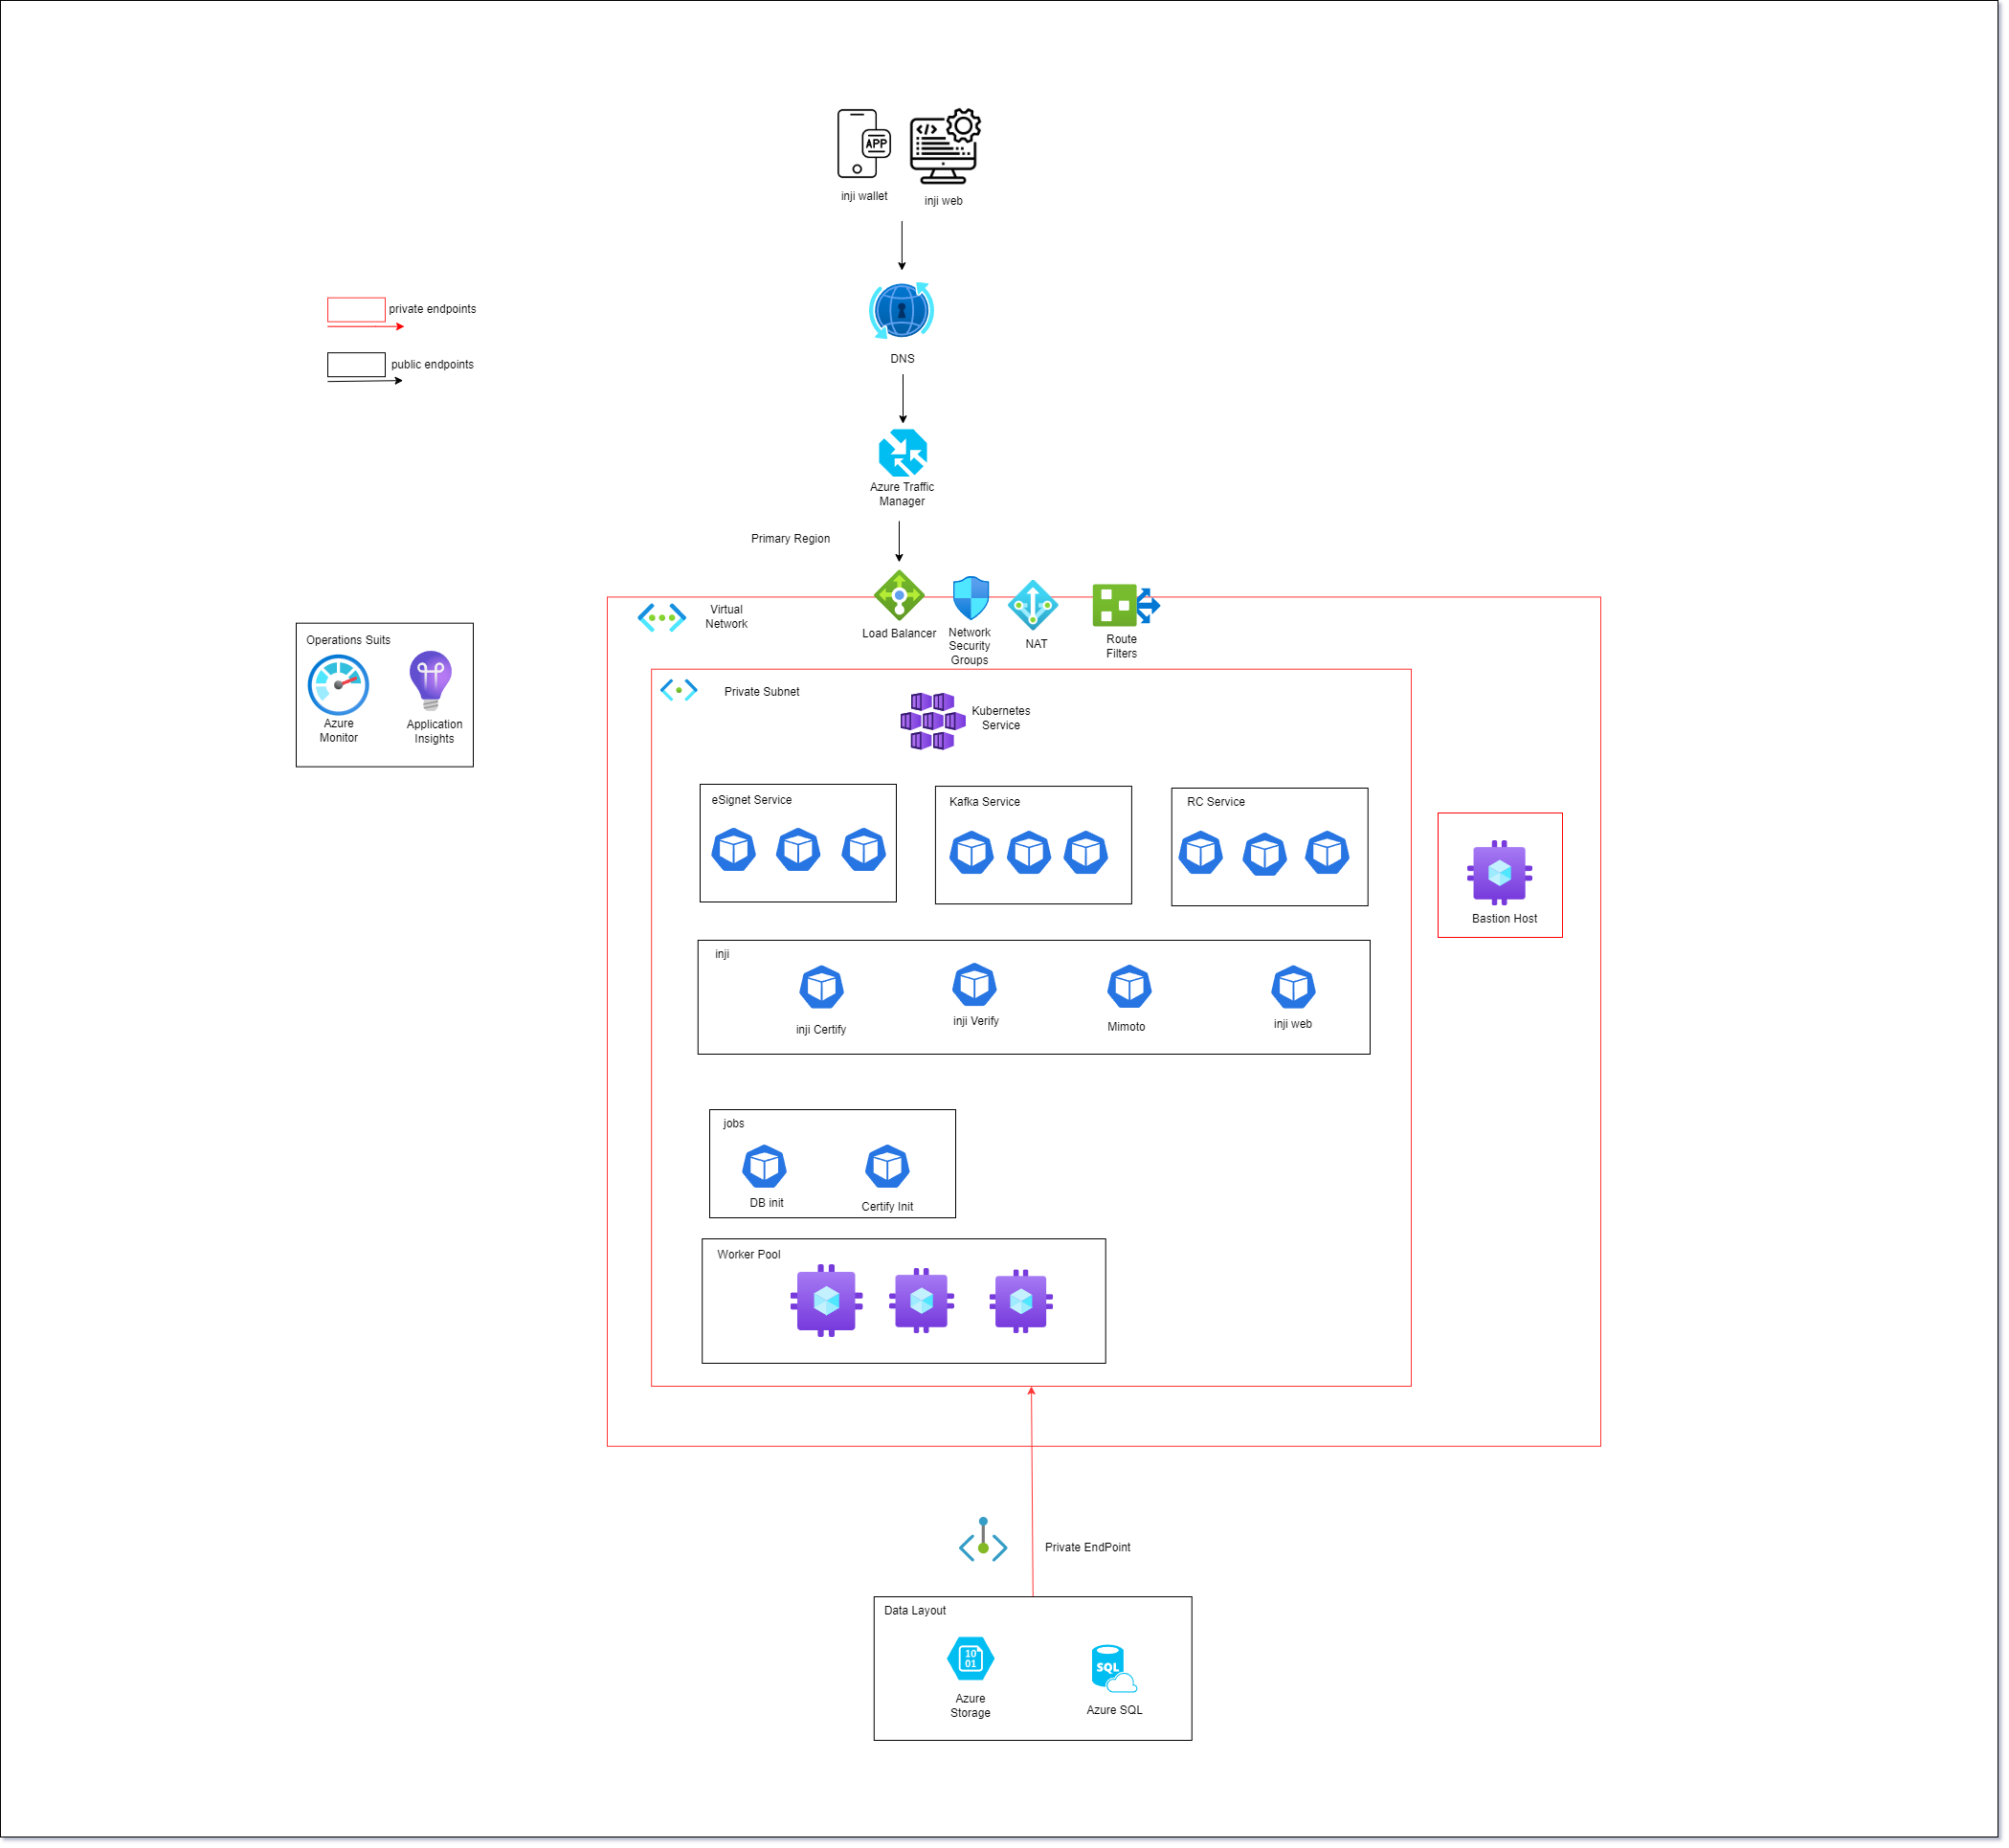 APP
</>
inji wallet
inji web
private endpoints
public endpoints
DNS
Azure Traffic
Manager
Primary Region
Virtual
Network
Load Balancer
Network
Security
Groups
NAT
Route
Filters
Operations Suits
Azure
Monitor
Application
Insights
Private Subnet
Kubernetes
Service
eSignet Service
Kafka Service
RC Service
Bastion Host
inji
inji Certify
inji Verify
Mimoto
inji web
jobs
DB init
Certify Init
Worker Pool
Private EndPoint
Data Layout
10
01
SQL
Azure
Storage
Azure SQL